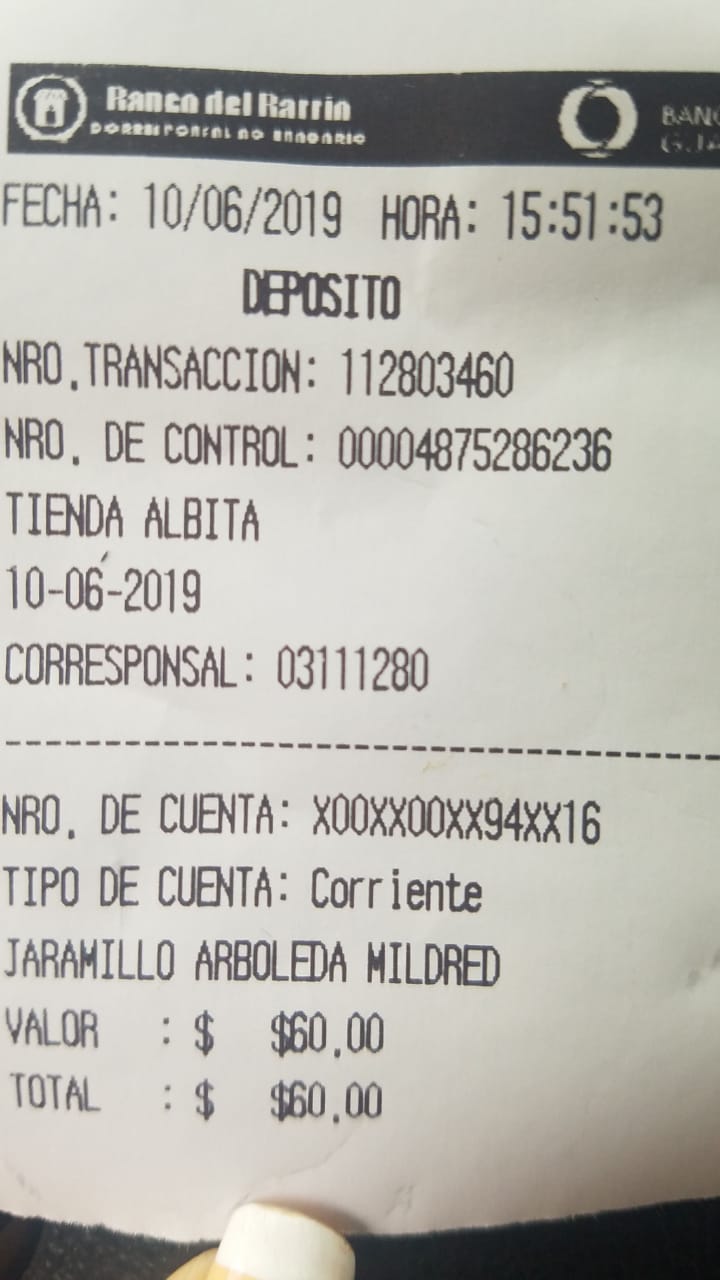 Banco del Barrio
CORRESPONSAL NO BANCARIO
BANC
FECHA: 10/06/2019 HORA: 15:51:53
DEPOSITO
NRO.TRANSACCION: 112803460
NRO. DE CONTROL: 00004875286236
TIENDA ALBITA
10-06-2019
CORRESPONSAL: 03111280
NRO. DE CUENTA: X00XX00XX94XX16
TIPO DE CUENTA: Corriente
JARAMILLO ARBOLEDA MILDRED
VALOR : $ $60.00
TOTAL : $ $60.00